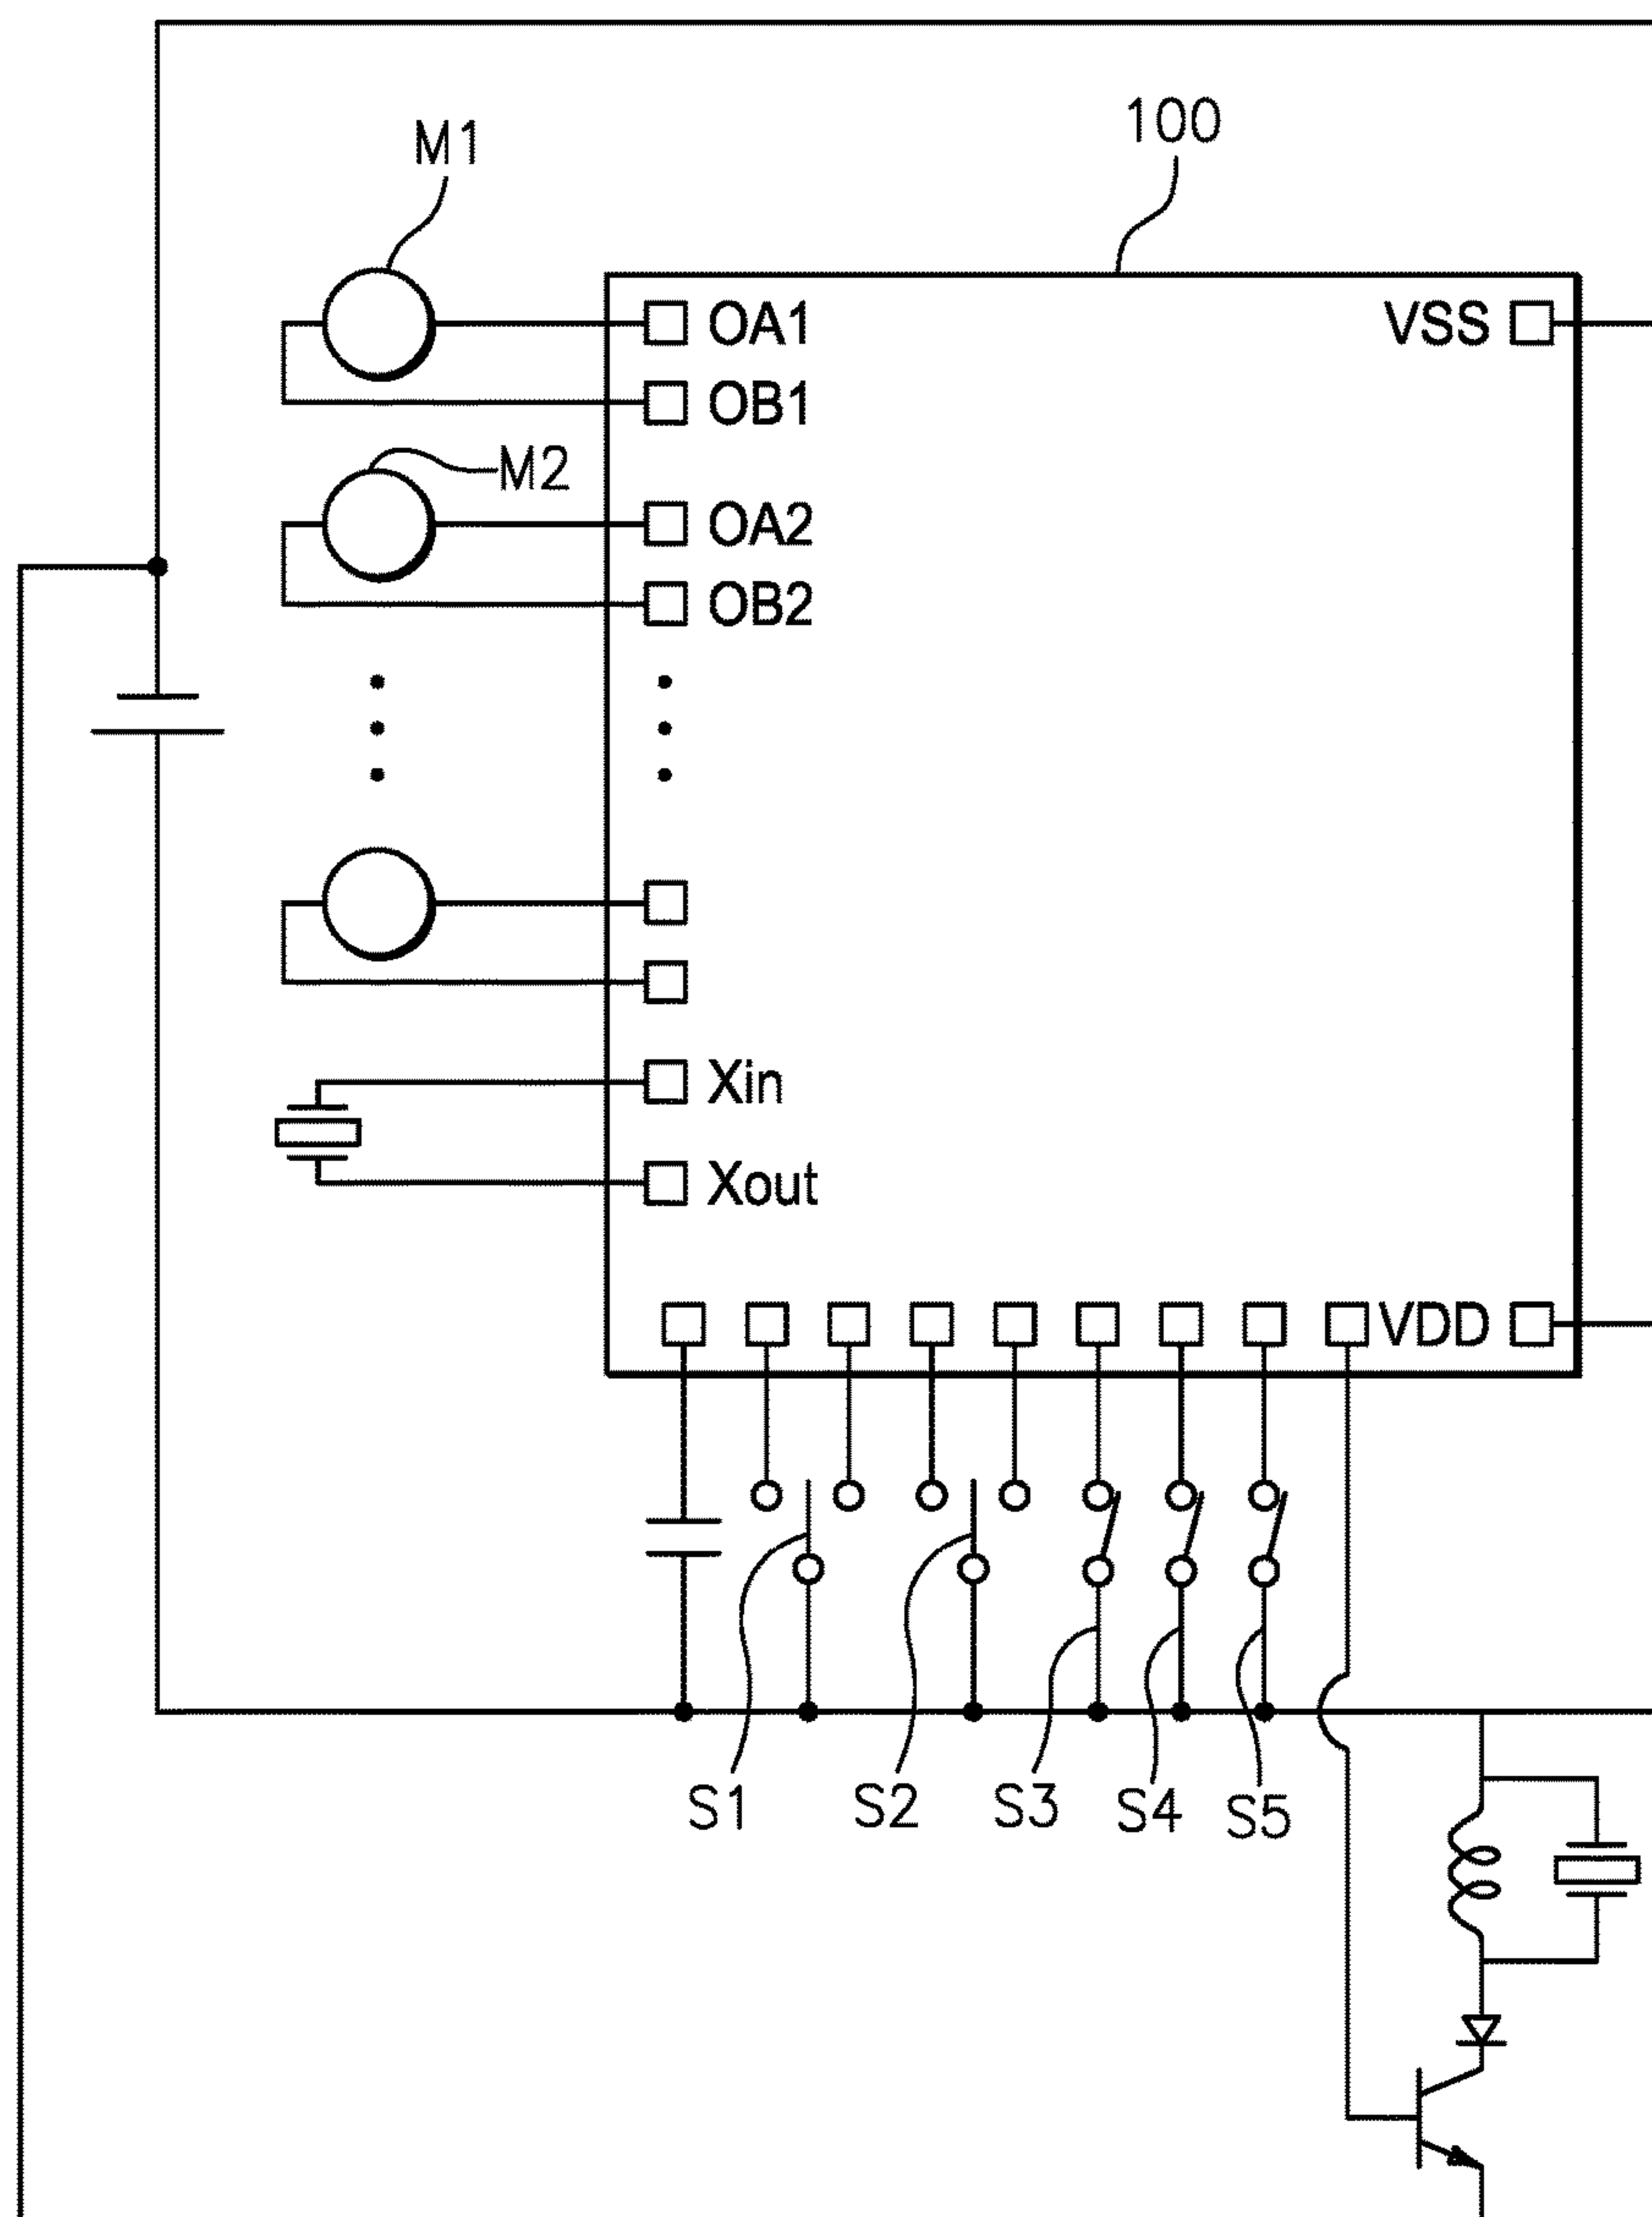 100
M1
OA1
VSS
OB1
M2
OA2
OB2
Xin
Xout
VDD
S1
S2
S3
S4
S5